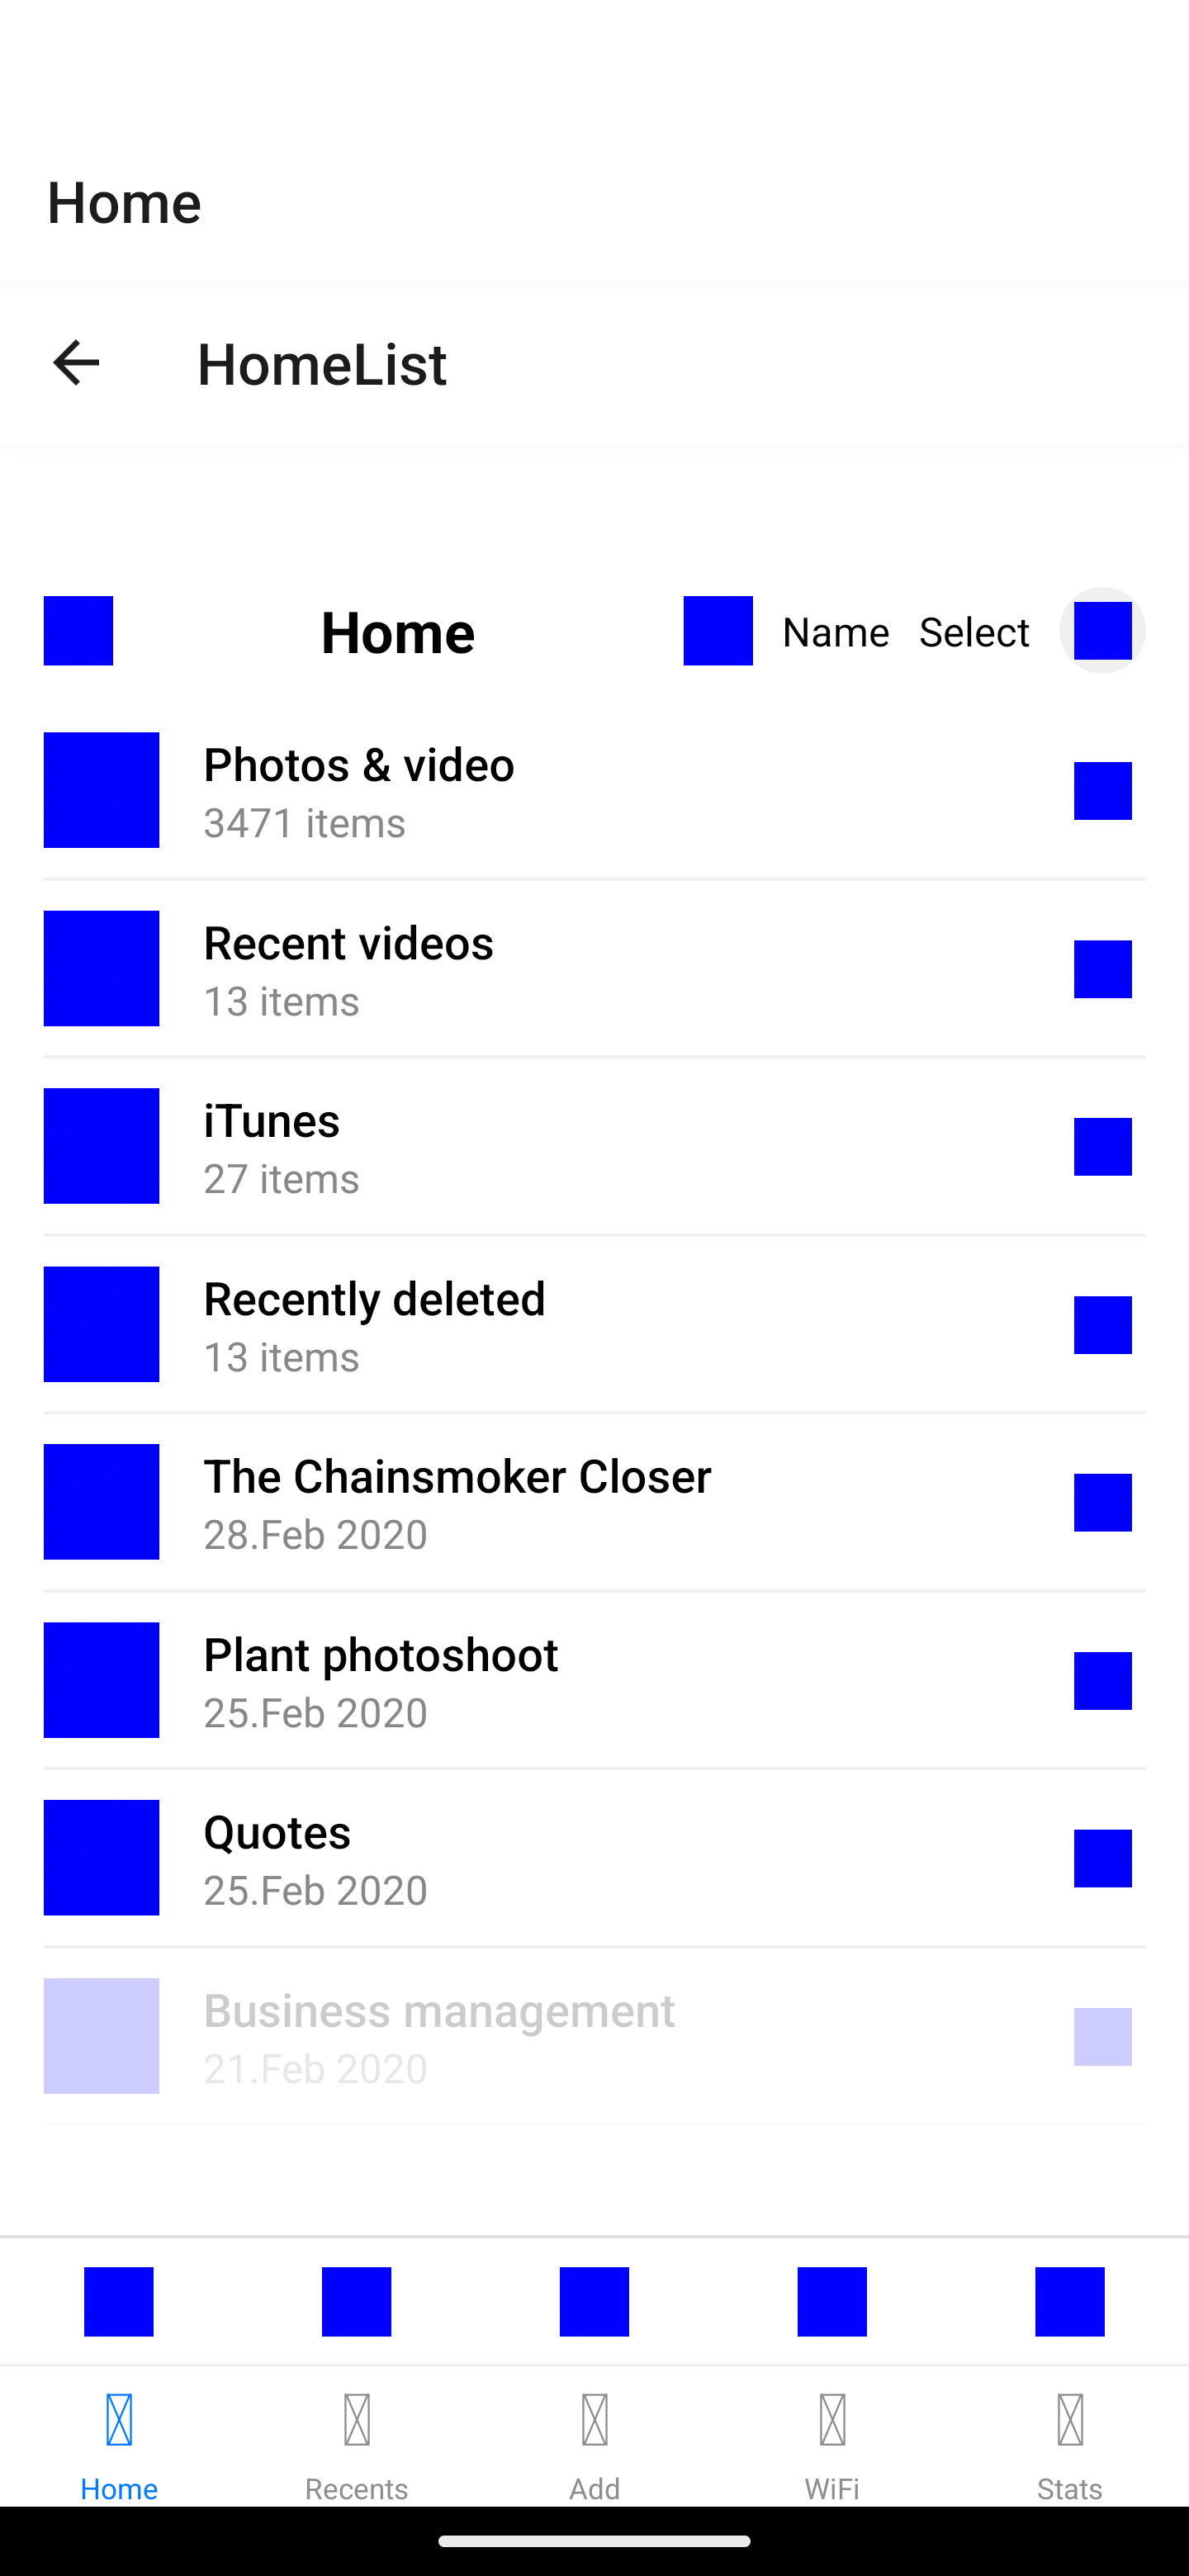 Home
HomeList
Home Name Select
Photos & video
3471 items
Recent videos
13 items
iTunes
27 items
Recently deleted
13 items
The Chainsmoker Closer
28.Feb 2020
Plant photoshoot
25.Feb 2020
Quotes
25.Feb 2020
Business management
21.Feb 2020
Home Recents Add WiFi Stats